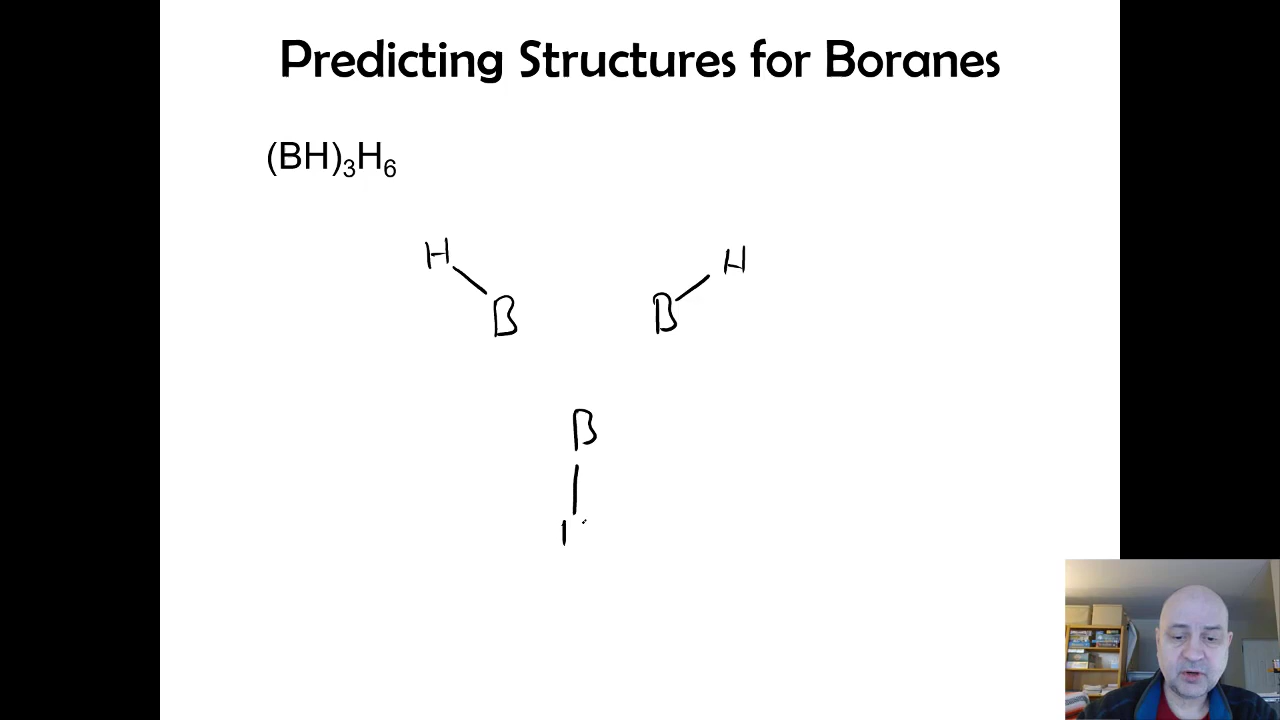 Predicting Structures for Boranes
(BH)₃H₆
H H
B B
B